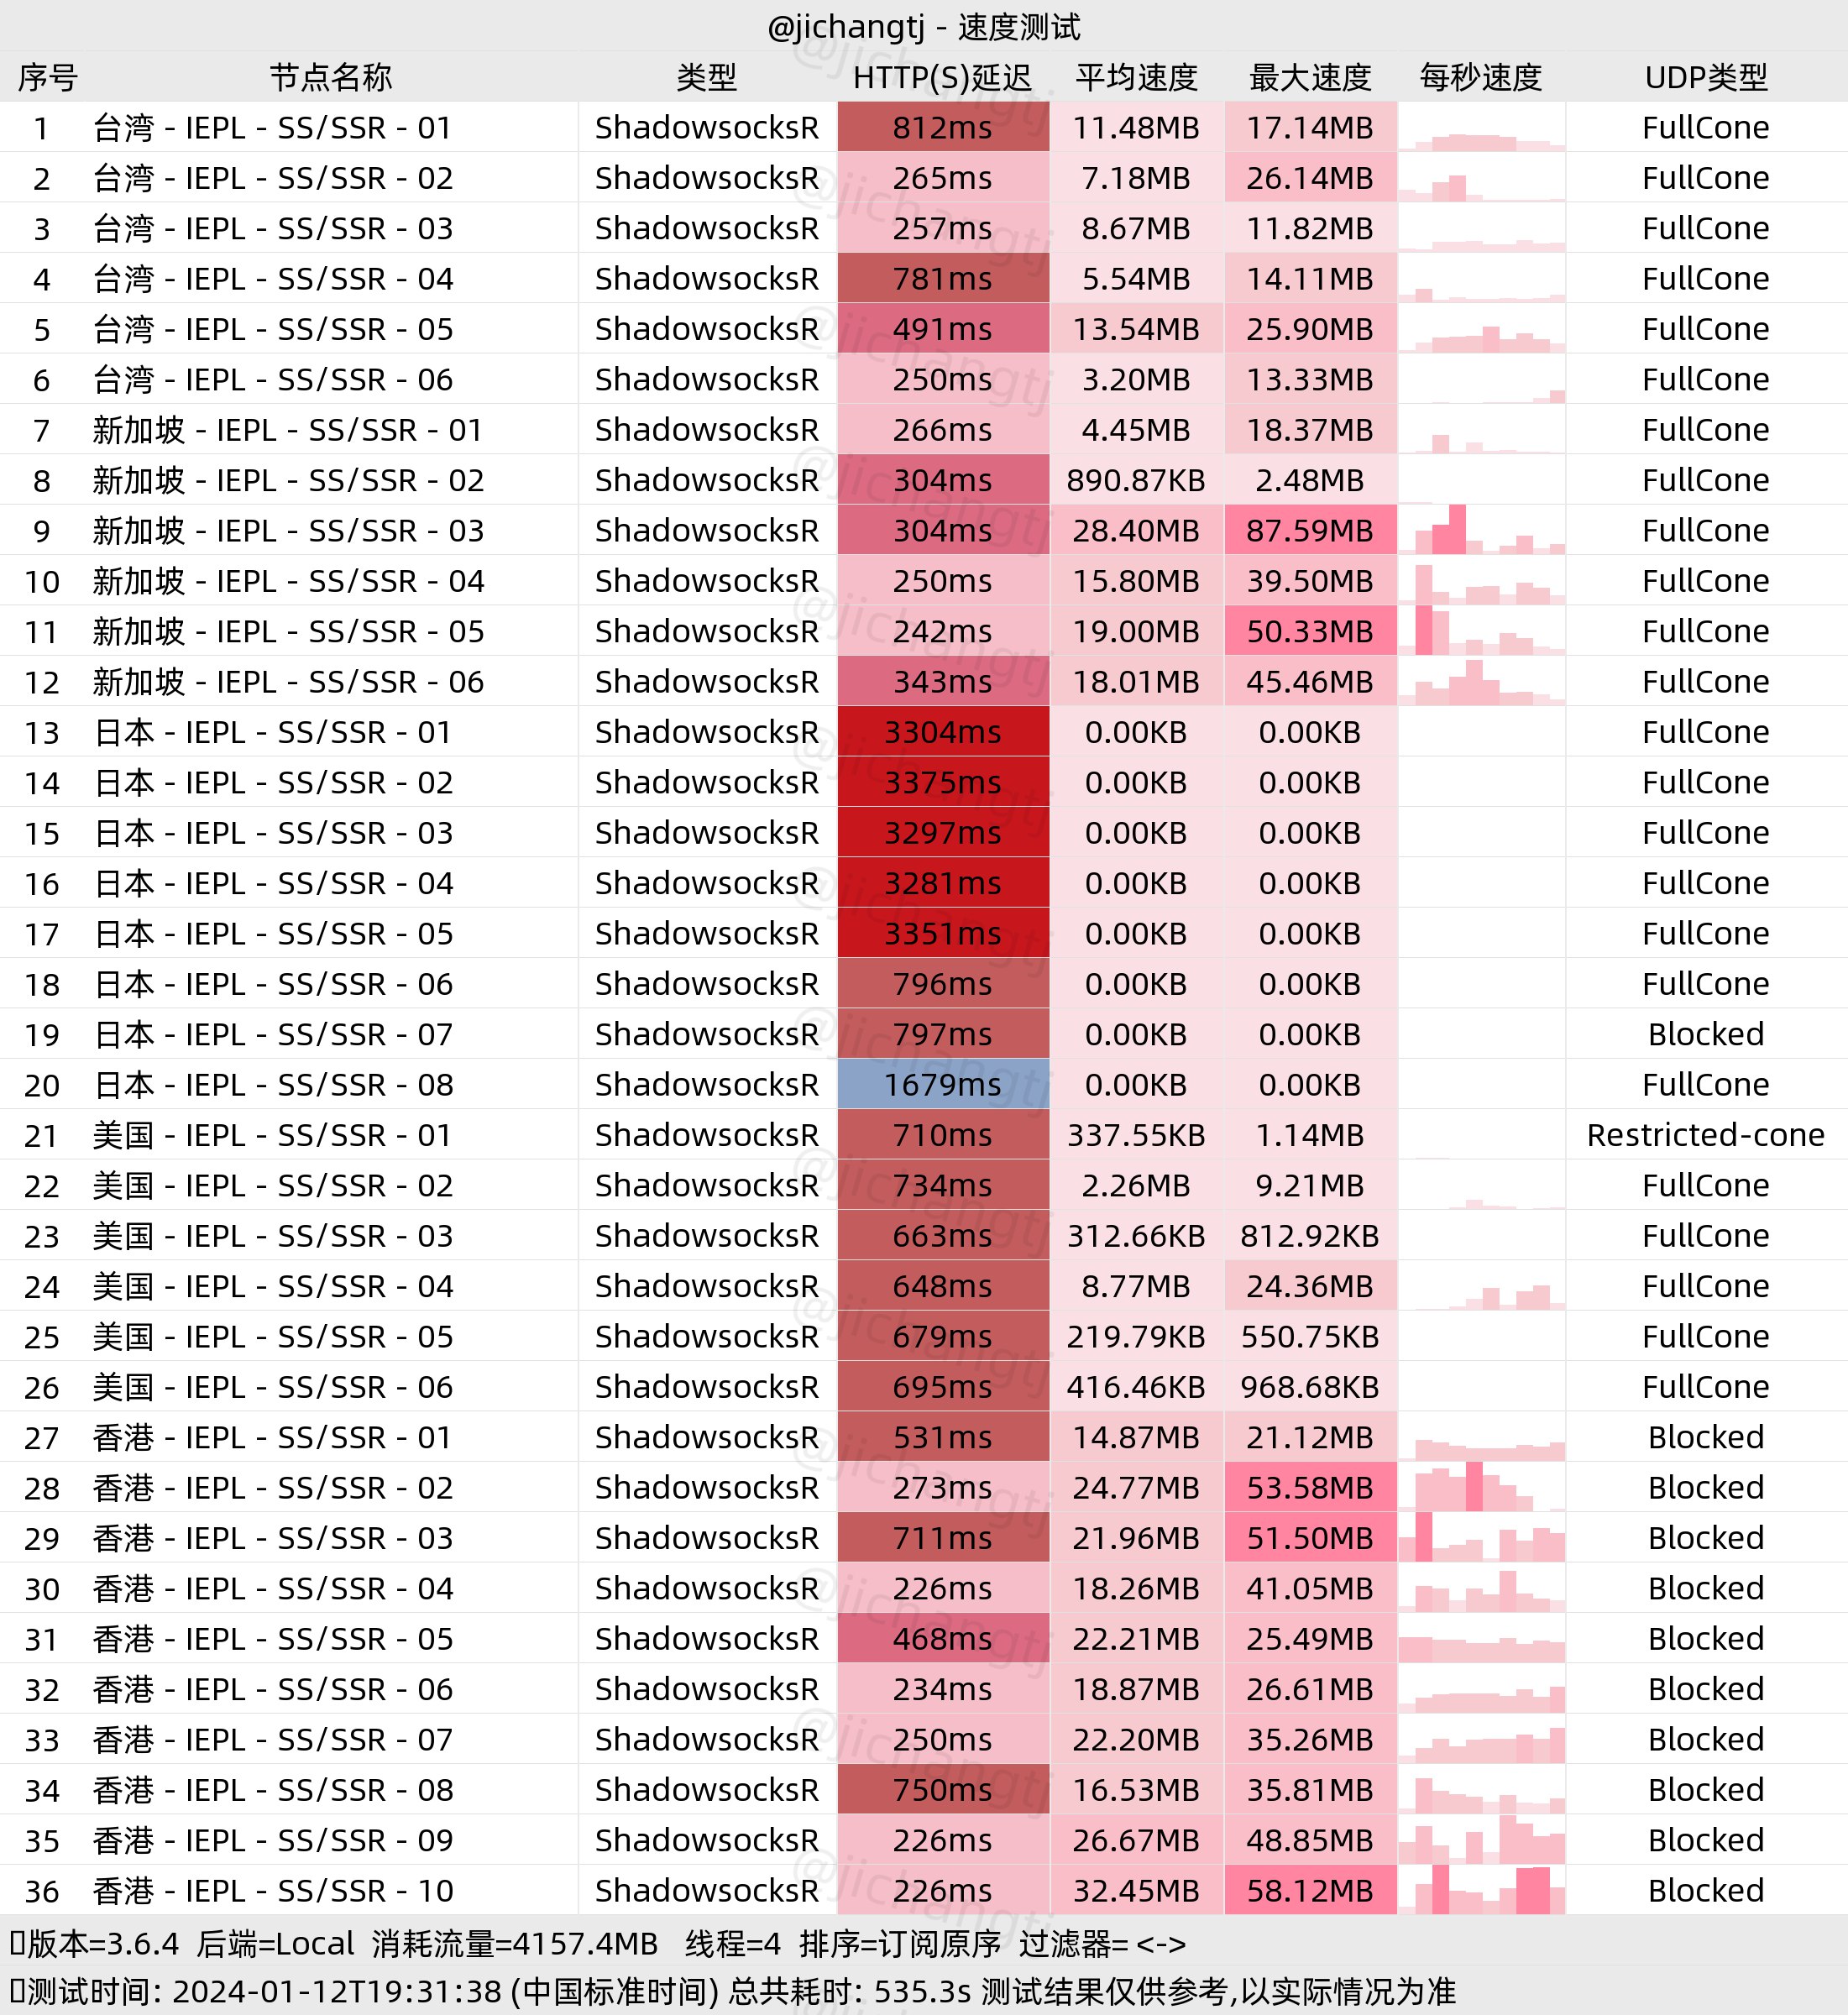 @jichangtj - 速度测试
序号 节点名称 类型 HTTP(S)延迟 平均速度 最大速度 每秒速度 UDP类型
1 台湾 - IEPL - SS/SSR - 01 ShadowsocksR 812ms 11.48MB 17.14MB FullCone
2 台湾 - IEPL - SS/SSR - 02 ShadowsocksR 265ms 7.18MB 26.14MB FullCone
3 台湾 - IEPL - SS/SSR - 03 ShadowsocksR 257ms 8.67MB 11.82MB FullCone
4 台湾 - IEPL - SS/SSR - 04 ShadowsocksR 781ms 5.54MB 14.11MB FullCone
5 台湾 - IEPL - SS/SSR - 05 ShadowsocksR 491ms 13.54MB 25.90MB FullCone
6 台湾 - IEPL - SS/SSR - 06 ShadowsocksR 250ms 3.20MB 13.33MB FullCone
7 新加坡 - IEPL - SS/SSR - 01 ShadowsocksR 266ms 4.45MB 18.37MB FullCone
8 新加坡 - IEPL - SS/SSR - 02 ShadowsocksR 304ms 890.87KB 2.48MB FullCone
9 新加坡 - IEPL - SS/SSR - 03 ShadowsocksR 304ms 28.40MB 87.59MB FullCone
10 新加坡 - IEPL - SS/SSR - 04 ShadowsocksR 250ms 15.80MB 39.50MB FullCone
11 新加坡 - IEPL - SS/SSR - 05 ShadowsocksR 242ms 19.00MB 50.33MB FullCone
12 新加坡 - IEPL - SS/SSR - 06 ShadowsocksR 343ms 18.01MB 45.46MB FullCone
13 日本 - IEPL - SS/SSR - 01 ShadowsocksR 3304ms 0.00KB 0.00KB FullCone
14 日本 - IEPL - SS/SSR - 02 ShadowsocksR 3375ms 0.00KB 0.00KB FullCone
15 日本 - IEPL - SS/SSR - 03 ShadowsocksR 3297ms 0.00KB 0.00KB FullCone
16 日本 - IEPL - SS/SSR - 04 ShadowsocksR 3281ms 0.00KB 0.00KB FullCone
17 日本 - IEPL - SS/SSR - 05 ShadowsocksR 3351ms 0.00KB 0.00KB FullCone
18 日本 - IEPL - SS/SSR - 06 ShadowsocksR 796ms 0.00KB 0.00KB FullCone
19 日本 - IEPL - SS/SSR - 07 ShadowsocksR 797ms 0.00KB 0.00KB Blocked
20 日本 - IEPL - SS/SSR - 08 ShadowsocksR 1679ms 0.00KB 0.00KB FullCone
21 美国 - IEPL - SS/SSR - 01 ShadowsocksR 710ms 337.55KB 1.14MB Restricted-cone
22 美国 - IEPL - SS/SSR - 02 ShadowsocksR 734ms 2.26MB 9.21MB FullCone
23 美国 - IEPL - SS/SSR - 03 ShadowsocksR 663ms 312.66KB 812.92KB FullCone
24 美国 - IEPL - SS/SSR - 04 ShadowsocksR 648ms 8.77MB 24.36MB FullCone
25 美国 - IEPL - SS/SSR - 05 ShadowsocksR 679ms 219.79KB 550.75KB FullCone
26 美国 - IEPL - SS/SSR - 06 ShadowsocksR 695ms 416.46KB 968.68KB FullCone
27 香港 - IEPL - SS/SSR - 01 ShadowsocksR 531ms 14.87MB 21.12MB Blocked
28 香港 - IEPL - SS/SSR - 02 ShadowsocksR 273ms 24.77MB 53.58MB Blocked
29 香港 - IEPL - SS/SSR - 03 ShadowsocksR 711ms 21.96MB 51.50MB Blocked
30 香港 - IEPL - SS/SSR - 04 ShadowsocksR 226ms 18.26MB 41.05MB Blocked
31 香港 - IEPL - SS/SSR - 05 ShadowsocksR 468ms 22.21MB 25.49MB Blocked
32 香港 - IEPL - SS/SSR - 06 ShadowsocksR 234ms 18.87MB 26.61MB Blocked
33 香港 - IEPL - SS/SSR - 07 ShadowsocksR 250ms 22.20MB 35.26MB Blocked
34 香港 - IEPL - SS/SSR - 08 ShadowsocksR 750ms 16.53MB 35.81MB Blocked
35 香港 - IEPL - SS/SSR - 09 ShadowsocksR 226ms 26.67MB 48.85MB Blocked
36 香港 - IEPL - SS/SSR - 10 ShadowsocksR 226ms 32.45MB 58.12MB Blocked
版本=3.6.4 后端=Local 消耗流量=4157.4MB 线程=4 排序=订阅原序 过滤器= <->
测试时间: 2024-01-12T19:31:38 (中国标准时间) 总共耗时: 535.3s 测试结果仅供参考,以实际情况为准